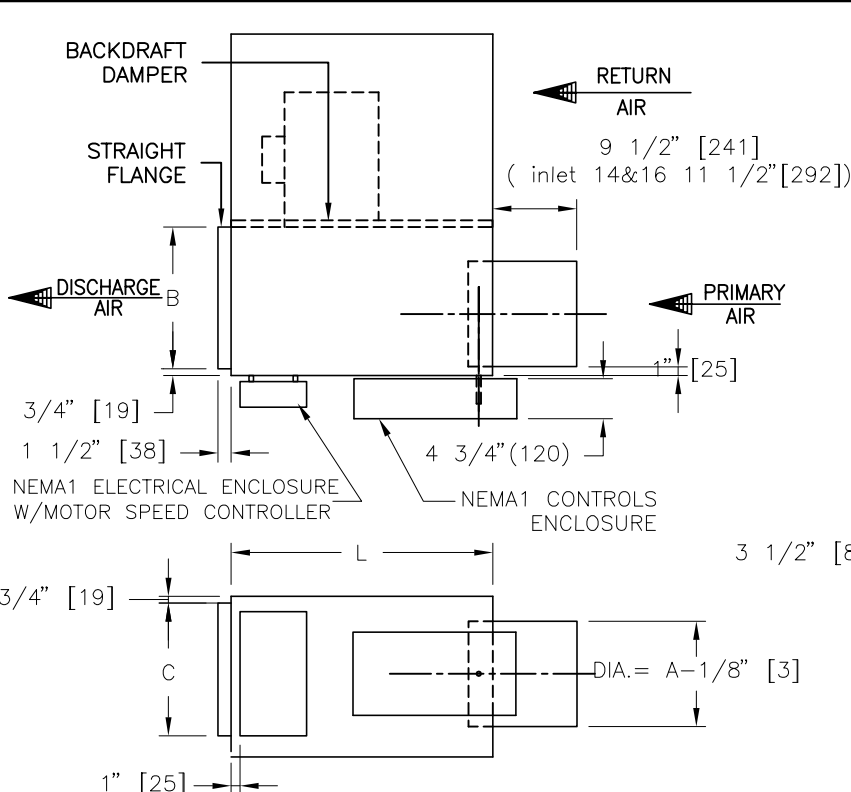 BACKDRAFT
DAMPER
RETURN
AIR
STRAIGHT
FLANGE
9 1/2" [241]
( inlet 14&16 11 1/2"[292])
DISCHARGE
AIR
B
PRIMARY
AIR
1" [25]
3/4" [19]
1 1/2" [38]
4 3/4"(120)
NEMA1 ELECTRICAL ENCLOSURE
W/MOTOR SPEED CONTROLLER
NEMA1 CONTROLS
ENCLOSURE
L
3 1/2" [8
3/4" [19]
C
DIA.= A-1/8" [3]
1" [25]